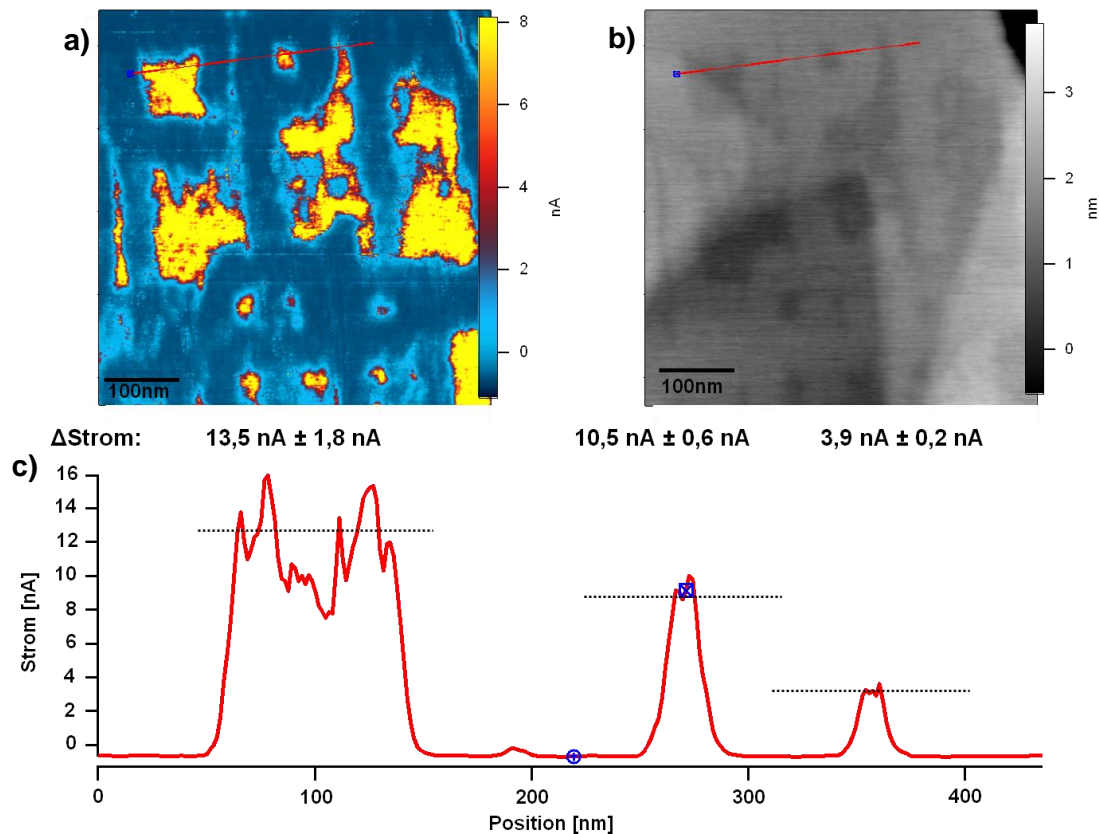 a)
8
6
4
2
0
nA
100nm
b)
3
2
1
0
nm
100nm
ΔStrom: 13,5 nA ± 1,8 nA 10,5 nA ± 0,6 nA 3,9 nA ± 0,2 nA
c)
16
14
12
10
8
6
4
2
0
Strom [nA]
0 100 200 300 400
Position [nm]